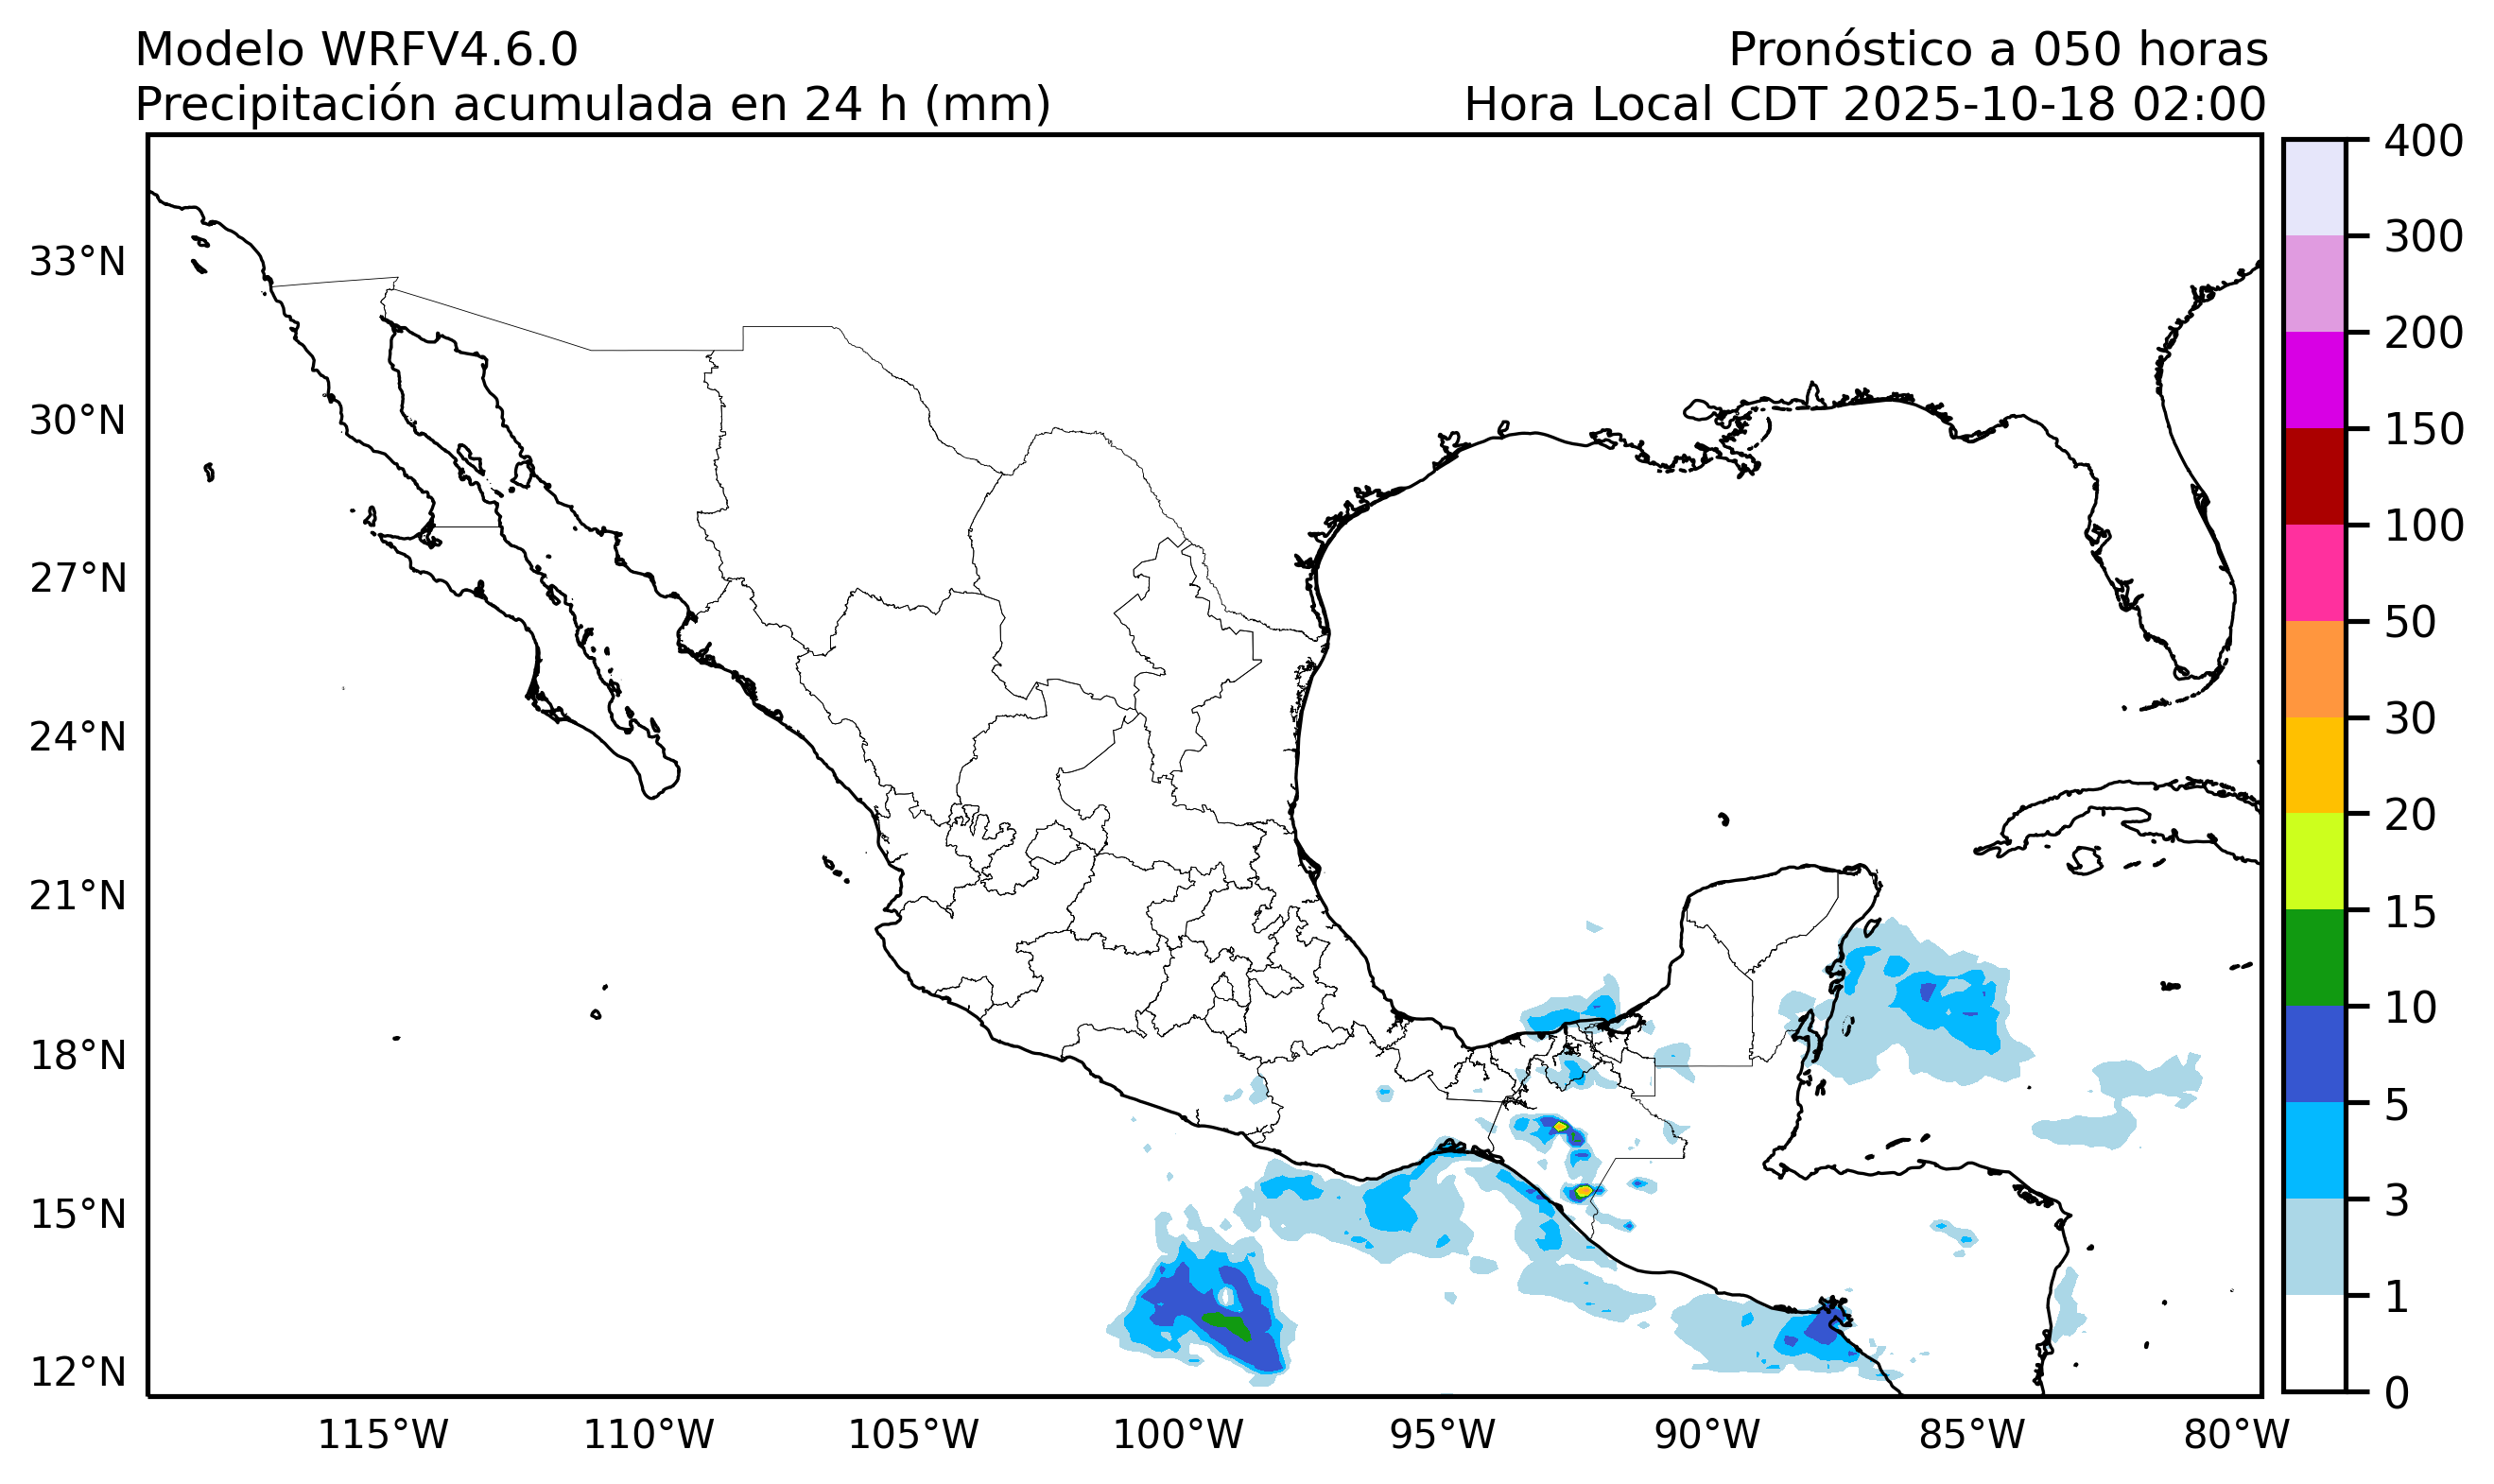 Modelo WRFV4.6.0
Pronóstico a 050 horas
Precipitación acumulada en 24 h (mm)
Hora Local CDT 2025-10-18 02:00
400
300
200
150
100
50
30
20
15
10
5
3
1
0
33°N
30°N
27°N
24°N
21°N
18°N
15°N
12°N
115°W
110°W
105°W
100°W
95°W
90°W
85°W
80°W